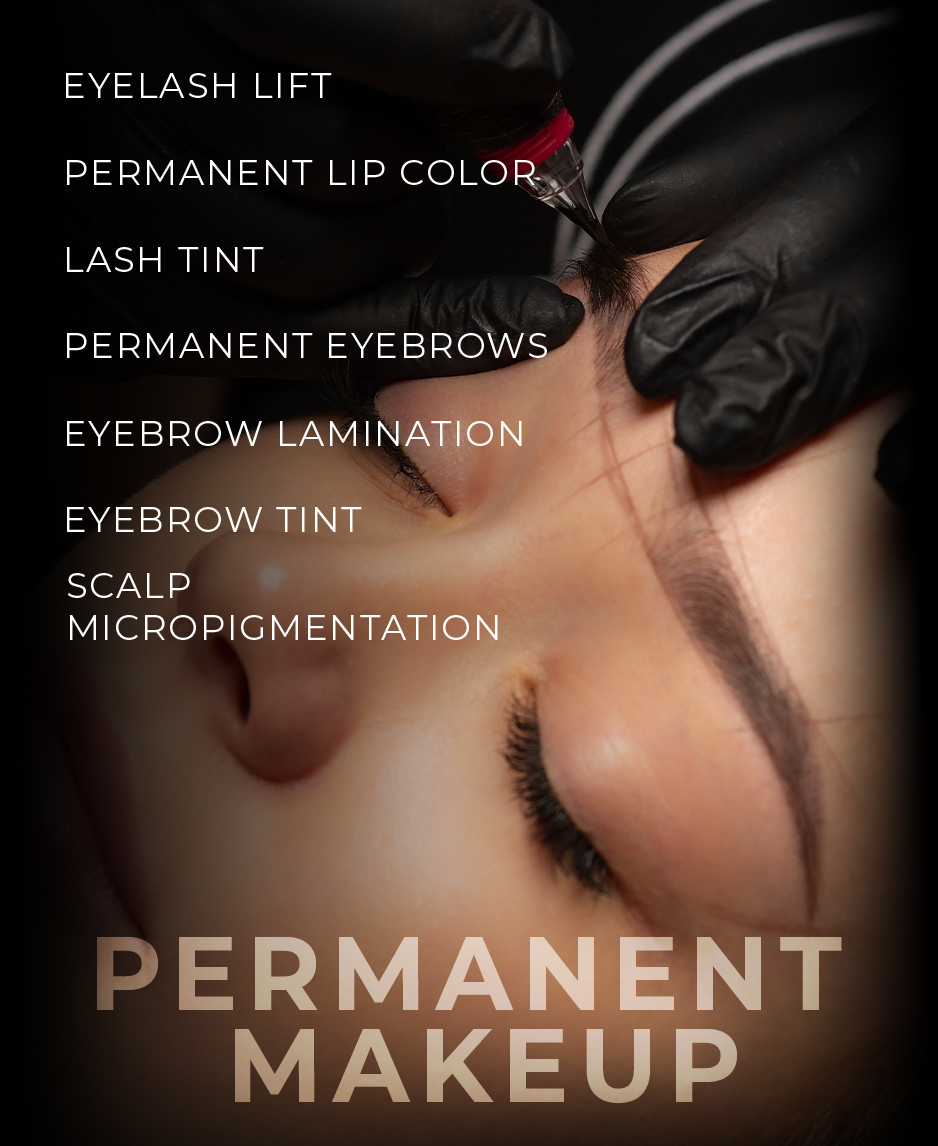 EYELASH LIFT
PERMANENT LIP COLOR
LASH TINT
PERMANENT EYEBROWS
EYEBROW LAMINATION
EYEBROW TINT
SCALP
MICROPIGMENTATION
PERMANENT
MAKEUP